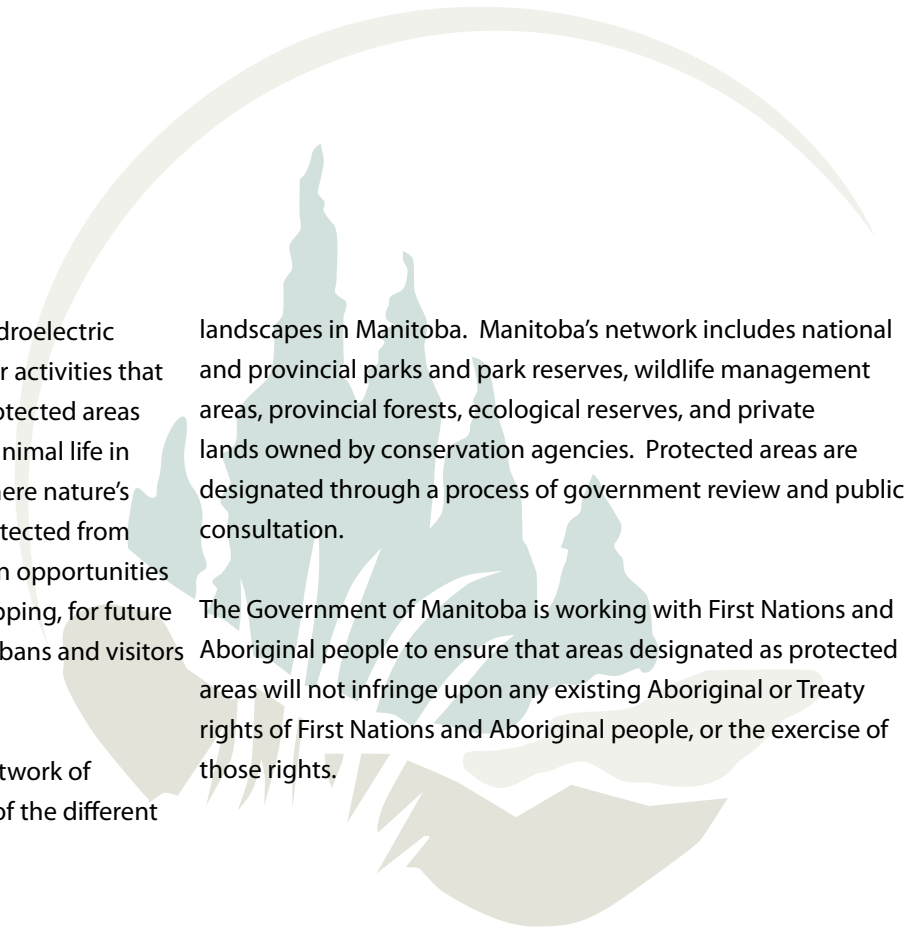 droelectric
r activities that
otected areas
nimal life in
here nature's
tected from
n opportunities
pping, for future
bans and visitors
twork of
of the different
landscapes in Manitoba. Manitoba's network includes national
and provincial parks and park reserves, wildlife management
areas, provincial forests, ecological reserves, and private
lands owned by conservation agencies. Protected areas are
designated through a process of government review and public
consultation.
The Government of Manitoba is working with First Nations and
Aboriginal people to ensure that areas designated as protected
areas will not infringe upon any existing Aboriginal or Treaty
rights of First Nations and Aboriginal people, or the exercise of
those rights.